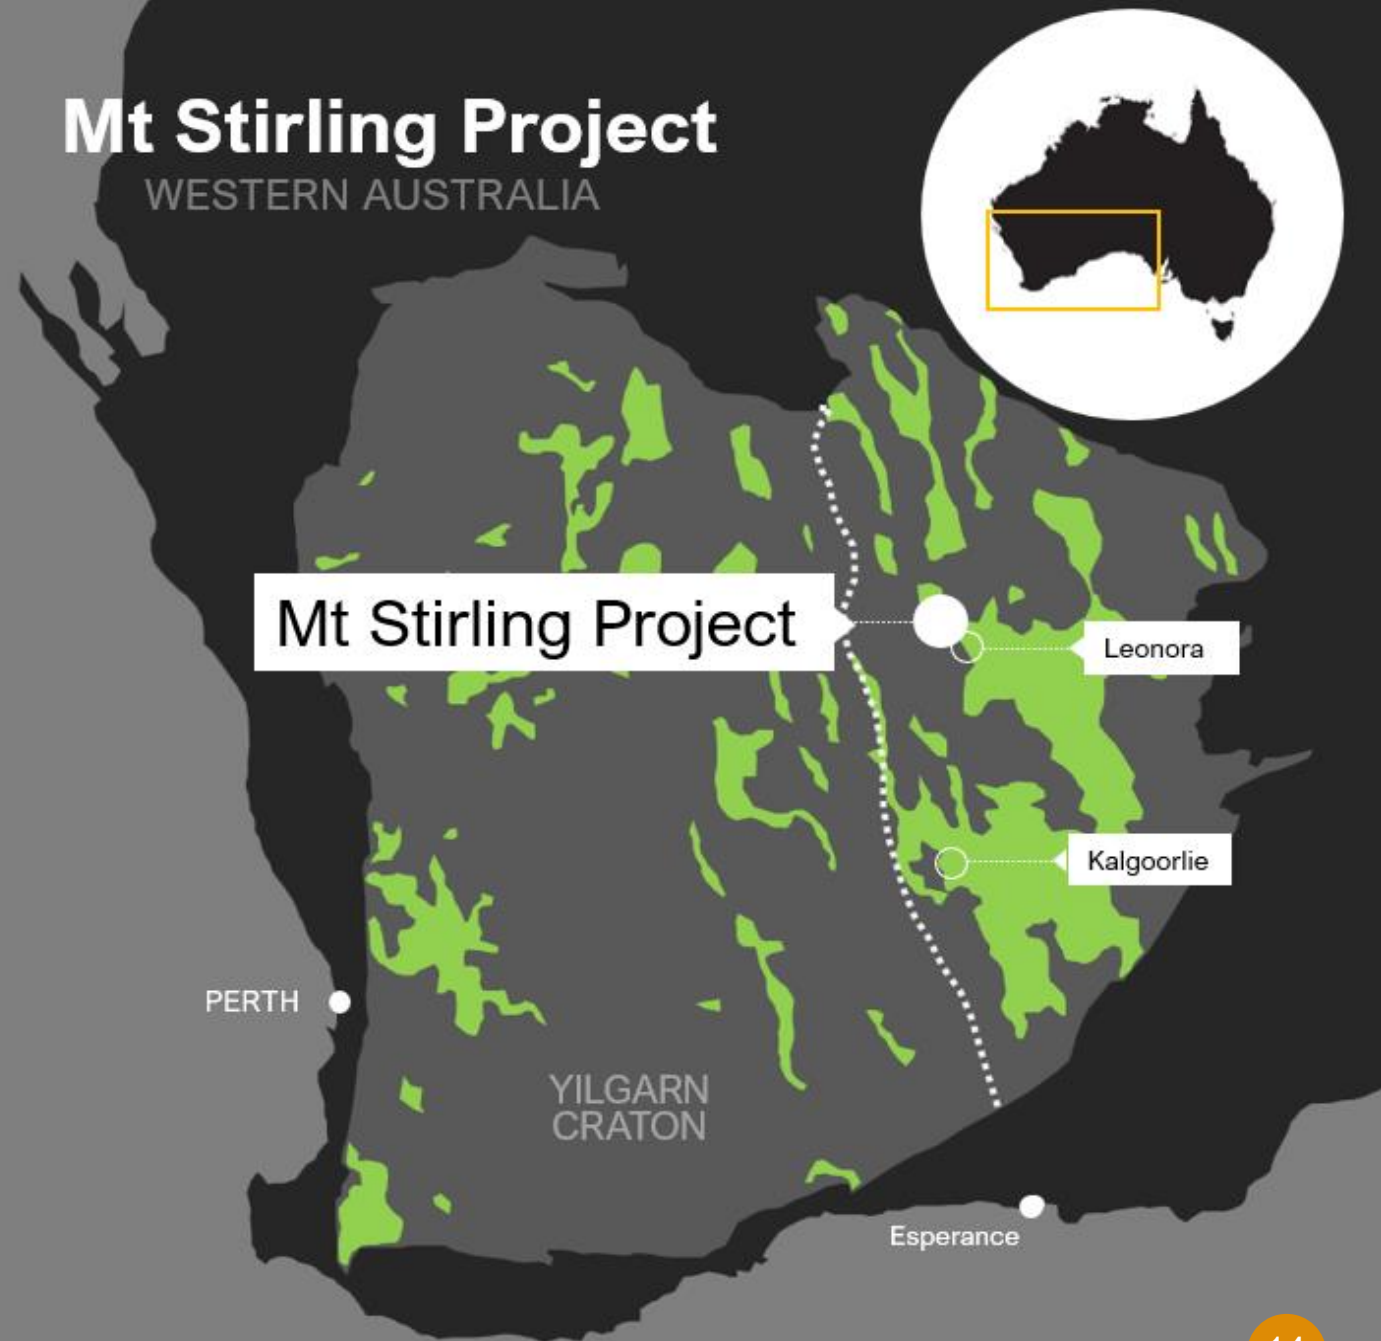 Mt Stirling Project
WESTERN AUSTRALIA
Mt Stirling Project
Leonora
Kalgoorlie
PERTH
YILGARN
CRATON
Esperance